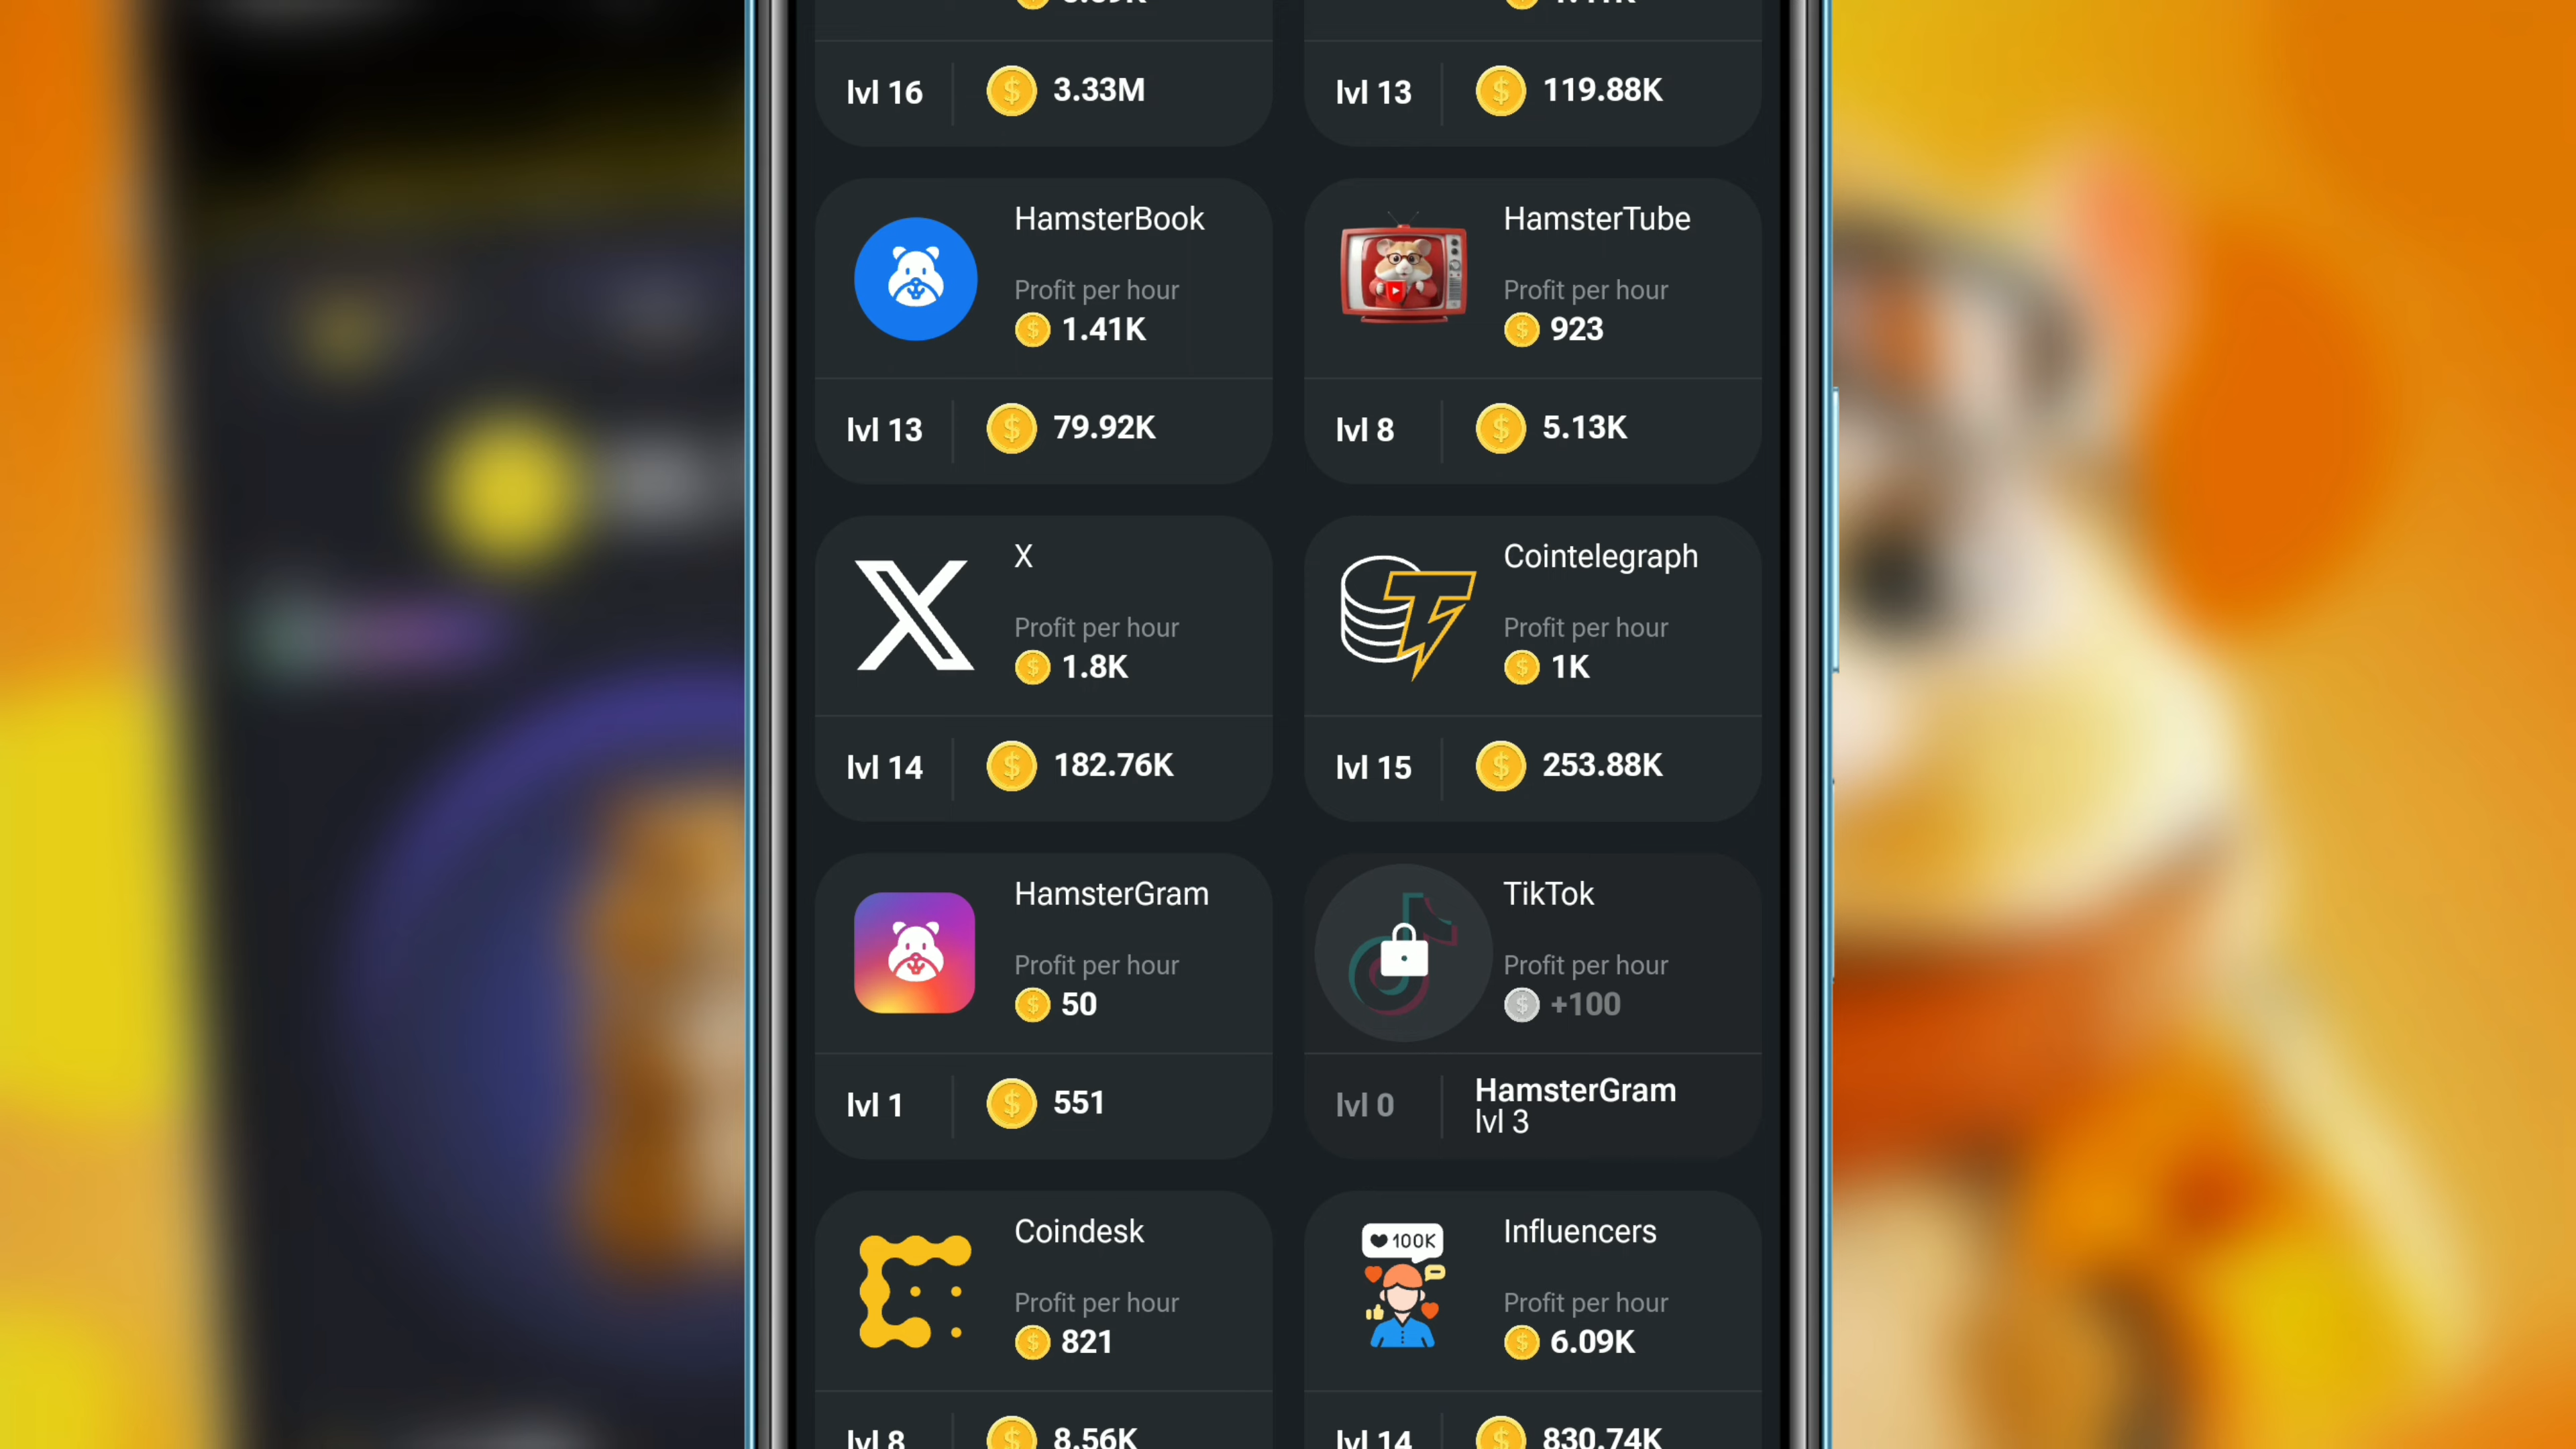 lvl 16
3.33M
lvl 13
119.88K
HamsterBook
Profit per hour
1.41K
lvl 13
79.92K
HamsterTube
Profit per hour
923
lvl 8
5.13K
X
Profit per hour
1.8K
lvl 14
182.76K
Cointelegraph
Profit per hour
1K
lvl 15
253.88K
HamsterGram
Profit per hour
50
lvl 1
551
TikTok
Profit per hour
+100
lvl 0
HamsterGram
lvl 3
Coindesk
Profit per hour
821
lvl 8
8.56K
100K
Influencers
Profit per hour
6.09K
lvl 14
830.74K